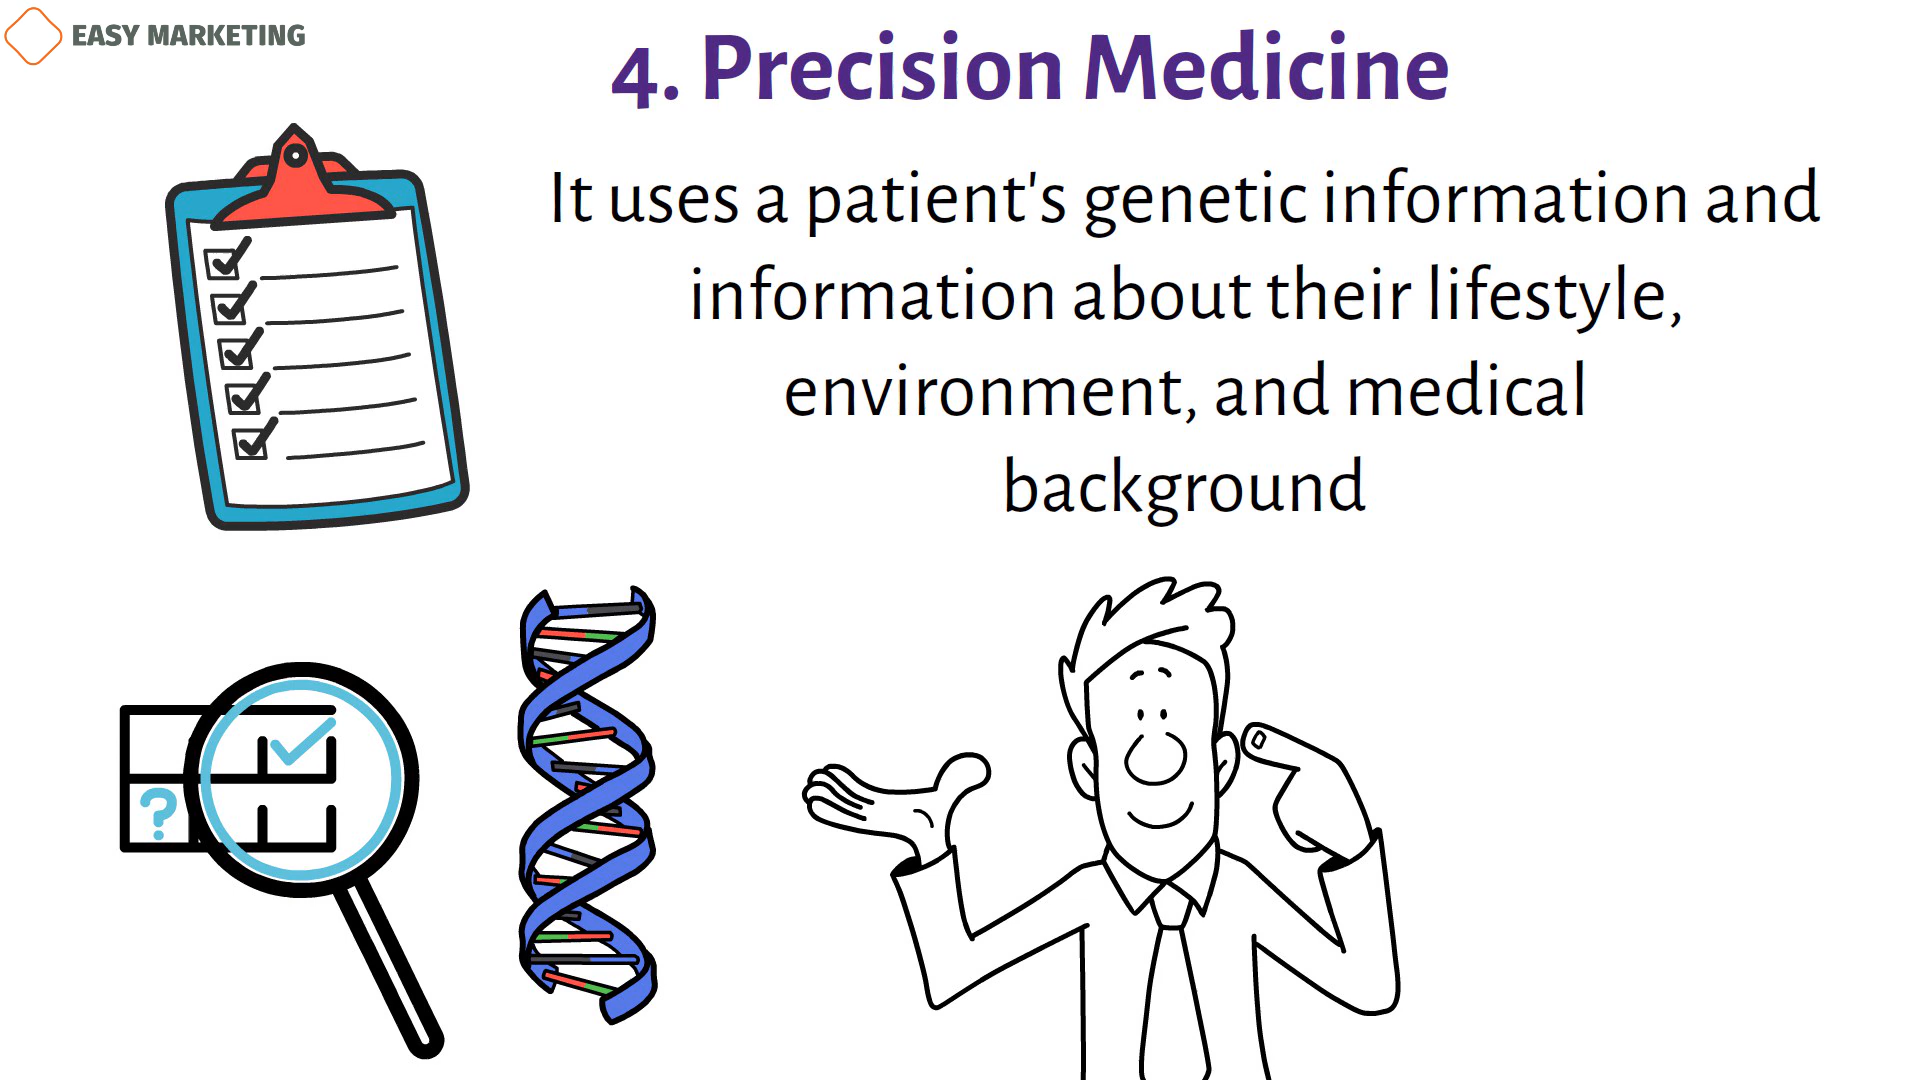 EASY MARKETING
4. Precision Medicine
It uses a patient's genetic information and
information about their lifestyle,
environment, and medical
background
?